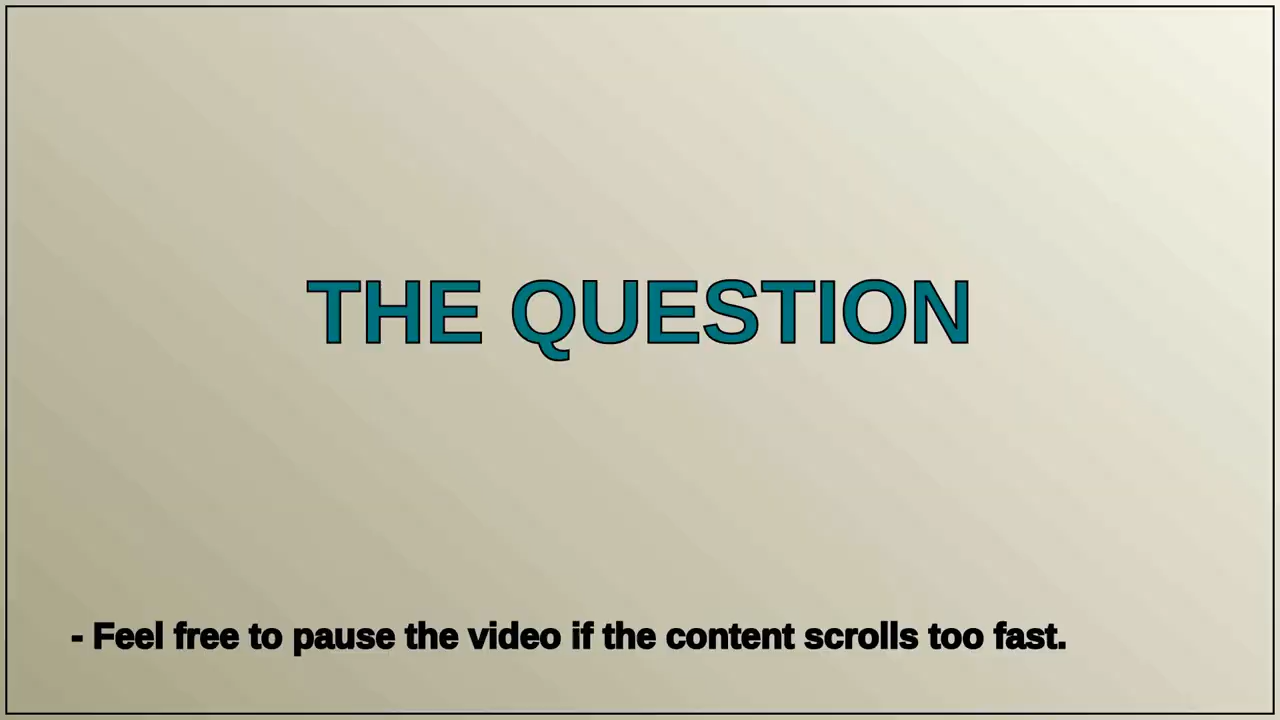 THE QUESTION
- Feel free to pause the video if the content scrolls too fast.